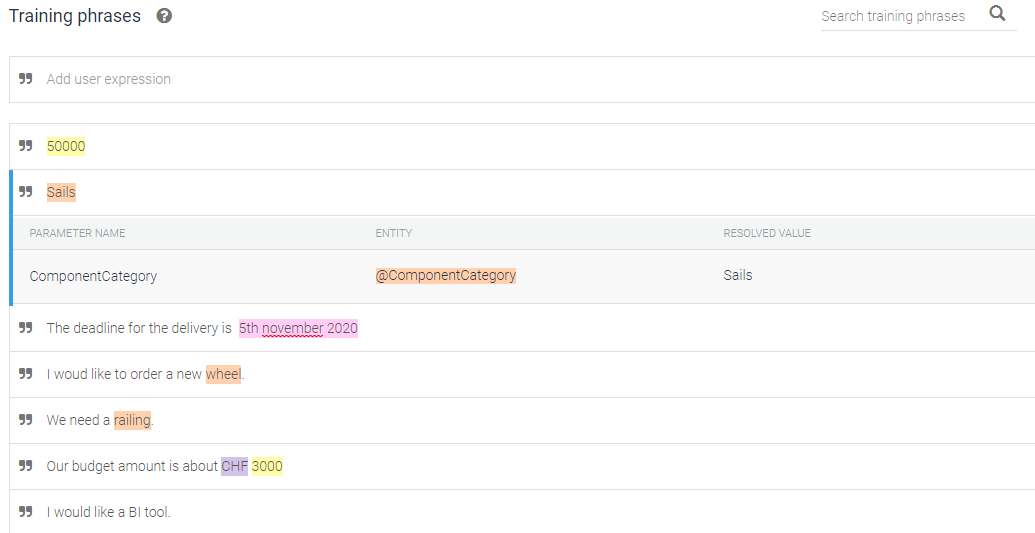 Training phrases
Search training phrases
Add user expression
50000
Sails
PARAMETER NAME ENTITY RESOLVED VALUE
ComponentCategory @ComponentCategory Sails
The deadline for the delivery is 5th november 2020
I woud like to order a new wheel.
We need a railing.
Our budget amount is about CHF 3000
I would like a BI tool.